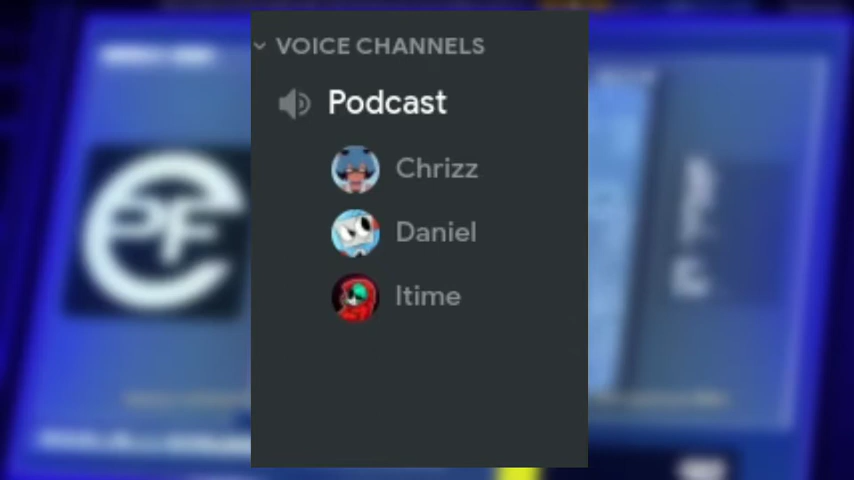 VOICE CHANNELS
Podcast
Chrizz
Daniel
Itime